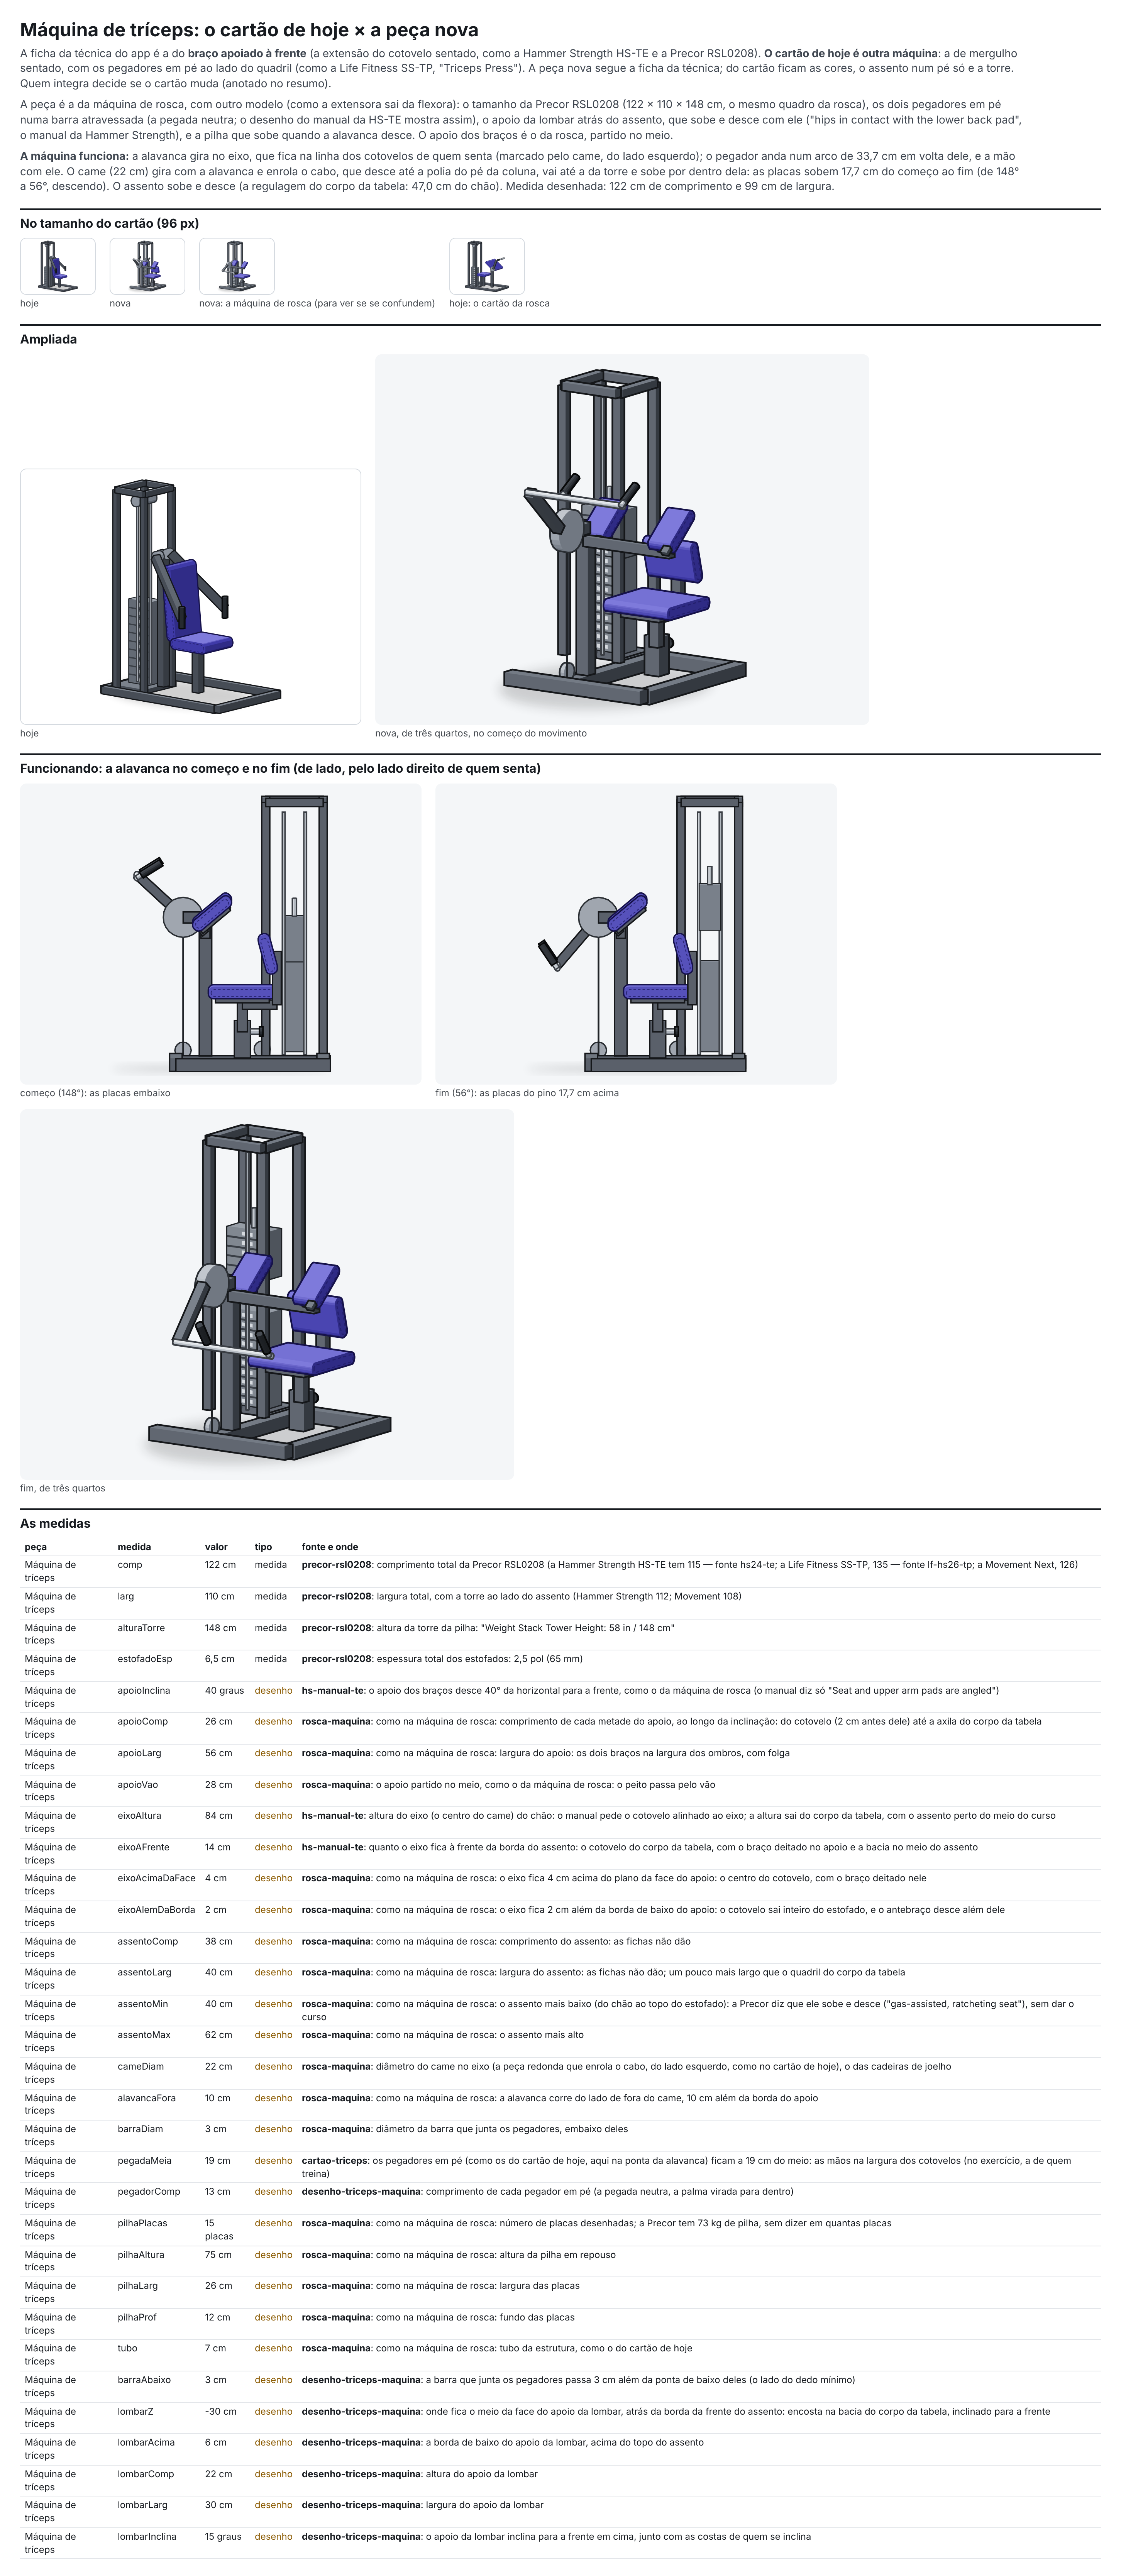 Máquina de tríceps: o cartão de hoje × a peça nova
A ficha da técnica do app é a do braço apoiado à frente (a extensão do cotovelo sentado, como a Hammer Strength HS-TE e a Precor RSL0208). O cartão de hoje é outra máquina: a de mergulho
sentado, com os pegadores em pé ao lado do quadril (como a Life Fitness SS-TP, "Triceps Press"). A peça nova segue a ficha da técnica; do cartão ficam as cores, o assento num pé só e a torre.
Quem integra decide se o cartão muda (anotado no resumo).
A peça é a da máquina de rosca, com outro modelo (como a extensora sai da flexora): o tamanho da Precor RSL0208 (122 × 110 × 148 cm, o mesmo quadro da rosca), os dois pegadores em pé
numa barra atravessada (a pegada neutra; o desenho do manual da HS-TE mostra assim), o apoio da lombar atrás do assento, que sobe e desce com ele ("hips in contact with the lower back pad",
o manual da Hammer Strength), e a pilha que sobe quando a alavanca desce. O apoio dos braços é o da rosca, partido no meio.
A máquina funciona: a alavanca gira no eixo, que fica na linha dos cotovelos de quem senta (marcado pelo came, do lado esquerdo); o pegador anda num arco de 33,7 cm em volta dele, e a mão
com ele. O came (22 cm) gira com a alavanca e enrola o cabo, que desce até a polia do pé da coluna, vai até a da torre e sobe por dentro dela: as placas sobem 17,7 cm do começo ao fim (de 148°
a 56°, descendo). O assento sobe e desce (a regulagem do corpo da tabela: 47,0 cm do chão). Medida desenhada: 122 cm de comprimento e 99 cm de largura.
No tamanho do cartão (96 px)
hoje
nova
nova: a máquina de rosca (para ver se se confundem)
hoje: o cartão da rosca
Ampliada
hoje
nova, de três quartos, no começo do movimento
Funcionando: a alavanca no começo e no fim (de lado, pelo lado direito de quem senta)
começo (148°): as placas embaixo
fim (56°): as placas do pino 17,7 cm acima
fim, de três quartos
As medidas
peça medida valor tipo fonte e onde
Máquina de tríceps comp 122 cm medida precor-rsl0208: comprimento total da Precor RSL0208 (a Hammer Strength HS-TE tem 115 — fonte hs24-te; a Life Fitness SS-TP, 135 — fonte lf-hs26-tp; a Movement Next, 126)
Máquina de tríceps larg 110 cm medida precor-rsl0208: largura total, com a torre ao lado do assento (Hammer Strength 112; Movement 108)
Máquina de tríceps alturaTorre 148 cm medida precor-rsl0208: altura da torre da pilha: "Weight Stack Tower Height: 58 in / 148 cm"
Máquina de tríceps estofadoEsp 6,5 cm medida precor-rsl0208: espessura total dos estofados: 2,5 pol (65 mm)
Máquina de tríceps apoioInclina 40 graus desenho hs-manual-te: o apoio dos braços desce 40° da horizontal para a frente, como o da máquina de rosca (o manual diz só "Seat and upper arm pads are angled")
Máquina de tríceps apoioComp 26 cm desenho rosca-maquina: como na máquina de rosca: comprimento de cada metade do apoio, ao longo da inclinação: do cotovelo (2 cm antes dele) até a axila do corpo da tabela
Máquina de tríceps apoioLarg 56 cm desenho rosca-maquina: como na máquina de rosca: largura do apoio: os dois braços na largura dos ombros, com folga
Máquina de tríceps apoioVao 28 cm desenho rosca-maquina: o apoio partido no meio, como o da máquina de rosca: o peito passa pelo vão
Máquina de tríceps eixoAltura 84 cm desenho hs-manual-te: altura do eixo (o centro do came) do chão: o manual pede o cotovelo alinhado ao eixo; a altura sai do corpo da tabela, com o assento perto do meio do curso
Máquina de tríceps eixoAFrente 14 cm desenho hs-manual-te: quanto o eixo fica à frente da borda do assento: o cotovelo do corpo da tabela, com o braço deitado no apoio e a bacia no meio do assento
Máquina de tríceps eixoAcimaDaFace 4 cm desenho rosca-maquina: como na máquina de rosca: o eixo fica 4 cm acima do plano da face do apoio: o centro do cotovelo, com o braço deitado nele
Máquina de tríceps eixoAlemDaBorda 2 cm desenho rosca-maquina: como na máquina de rosca: o eixo fica 2 cm além da borda de baixo do apoio: o cotovelo sai inteiro do estofado, e o antebraço desce além dele
Máquina de tríceps assentoComp 38 cm desenho rosca-maquina: como na máquina de rosca: comprimento do assento: as fichas não dão
Máquina de tríceps assentoLarg 40 cm desenho rosca-maquina: como na máquina de rosca: largura do assento: as fichas não dão; um pouco mais largo que o quadril do corpo da tabela
Máquina de tríceps assentoMin 40 cm desenho rosca-maquina: como na máquina de rosca: o assento mais baixo (do chão ao topo do estofado): a Precor diz que ele sobe e desce ("gas-assisted, ratcheting seat"), sem dar o
curso
Máquina de tríceps assentoMax 62 cm desenho rosca-maquina: como na máquina de rosca: o assento mais alto
Máquina de tríceps cameDiam 22 cm desenho rosca-maquina: diâmetro do came no eixo (a peça redonda que enrola o cabo, do lado esquerdo, como no cartão de hoje), o das cadeiras de joelho
Máquina de tríceps alavancaFora 10 cm desenho rosca-maquina: como na máquina de rosca: a alavanca corre do lado de fora do came, 10 cm além da borda do apoio
Máquina de tríceps barraDiam 3 cm desenho rosca-maquina: diâmetro da barra que junta os pegadores, embaixo deles
Máquina de tríceps pegadaMeia 19 cm desenho cartao-triceps: os pegadores em pé (como os do cartão de hoje, aqui na ponta da alavanca) ficam a 19 cm do meio: as mãos na largura dos cotovelos (no exercício, a de quem
treina)
Máquina de tríceps pegadorComp 13 cm desenho desenho-triceps-maquina: comprimento de cada pegador em pé (a pegada neutra, a palma virada para dentro)
Máquina de tríceps pilhaPlacas 15 placas desenho rosca-maquina: como na máquina de rosca: número de placas desenhadas; a Precor tem 73 kg de pilha, sem dizer em quantas placas
Máquina de tríceps pilhaAltura 75 cm desenho rosca-maquina: como na máquina de rosca: altura da pilha em repouso
Máquina de tríceps pilhaLarg 26 cm desenho rosca-maquina: como na máquina de rosca: largura das placas
Máquina de tríceps pilhaProf 12 cm desenho rosca-maquina: como na máquina de rosca: fundo das placas
Máquina de tríceps tubo 7 cm desenho rosca-maquina: como na máquina de rosca: tubo da estrutura, como o do cartão de hoje
Máquina de tríceps barraAbaixo 3 cm desenho desenho-triceps-maquina: a barra que junta os pegadores passa 3 cm além da ponta de baixo deles (o lado do dedo mínimo)
Máquina de tríceps lombarZ -30 cm desenho desenho-triceps-maquina: onde fica o meio da face do apoio da lombar, atrás da borda da frente do assento: encosta na bacia do corpo da tabela, inclinado para a frente
Máquina de tríceps lombarAcima 6 cm desenho desenho-triceps-maquina: a borda de baixo do apoio da lombar, acima do topo do assento
Máquina de tríceps lombarComp 22 cm desenho desenho-triceps-maquina: altura do apoio da lombar
Máquina de tríceps lombarLarg 30 cm desenho desenho-triceps-maquina: largura do apoio da lombar
Máquina de tríceps lombarInclina 15 graus desenho desenho-triceps-maquina: o apoio da lombar inclina para a frente em cima, junto com as costas de quem se inclina